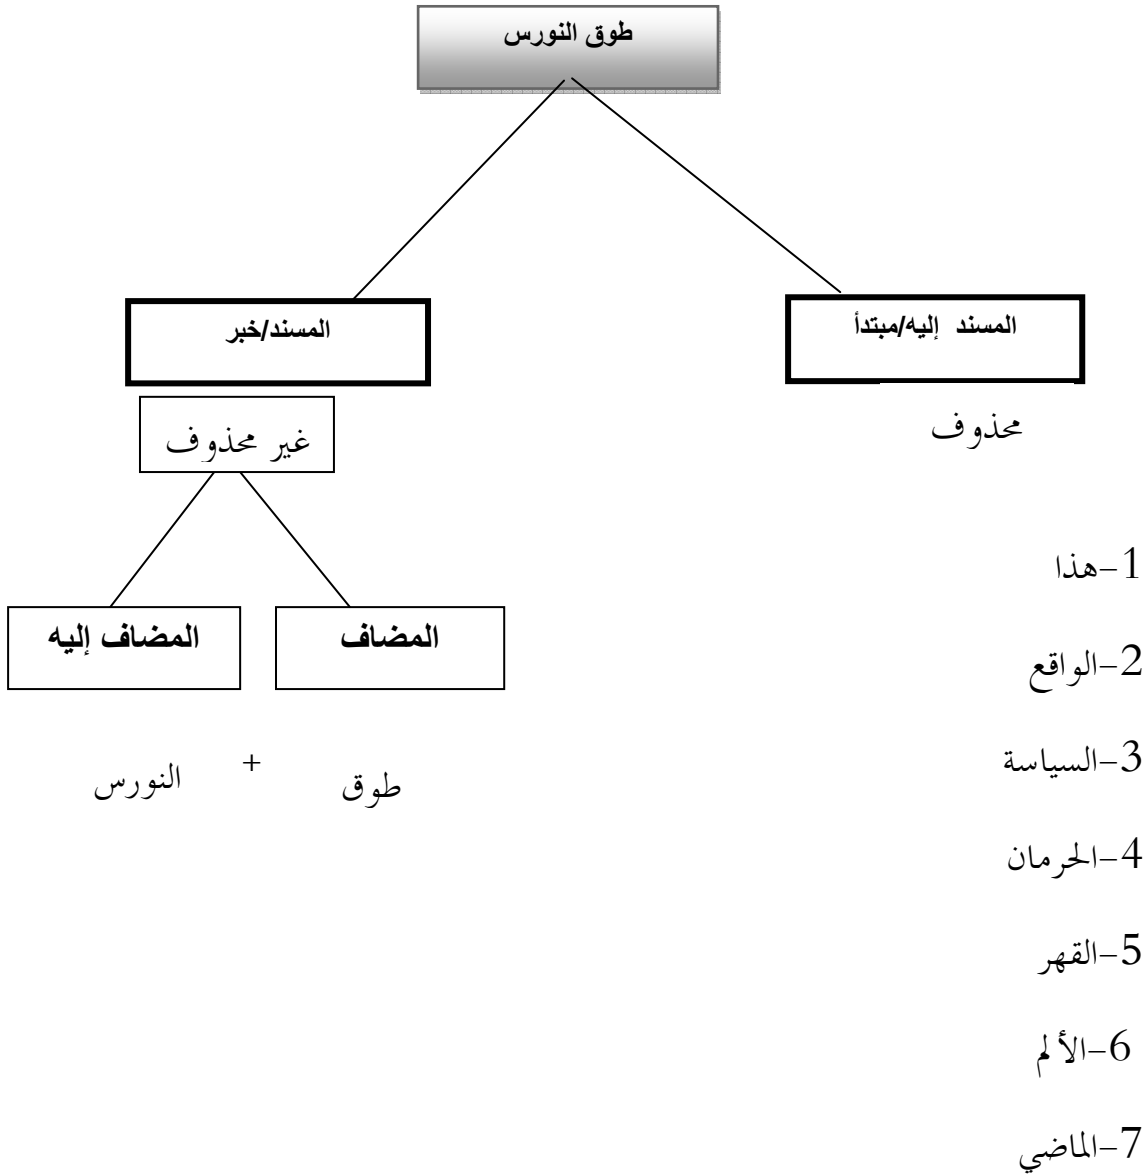 طوق النورس
المسند إليه/مبتدأ
المسند/خبر
محذوف
غير محذوف
1-هذا
المضاف
المضاف إليه
2-الواقع
3-السياسة
طوق + النورس
4-الحرمان
5-القهر
6-الألم
7-الماضي